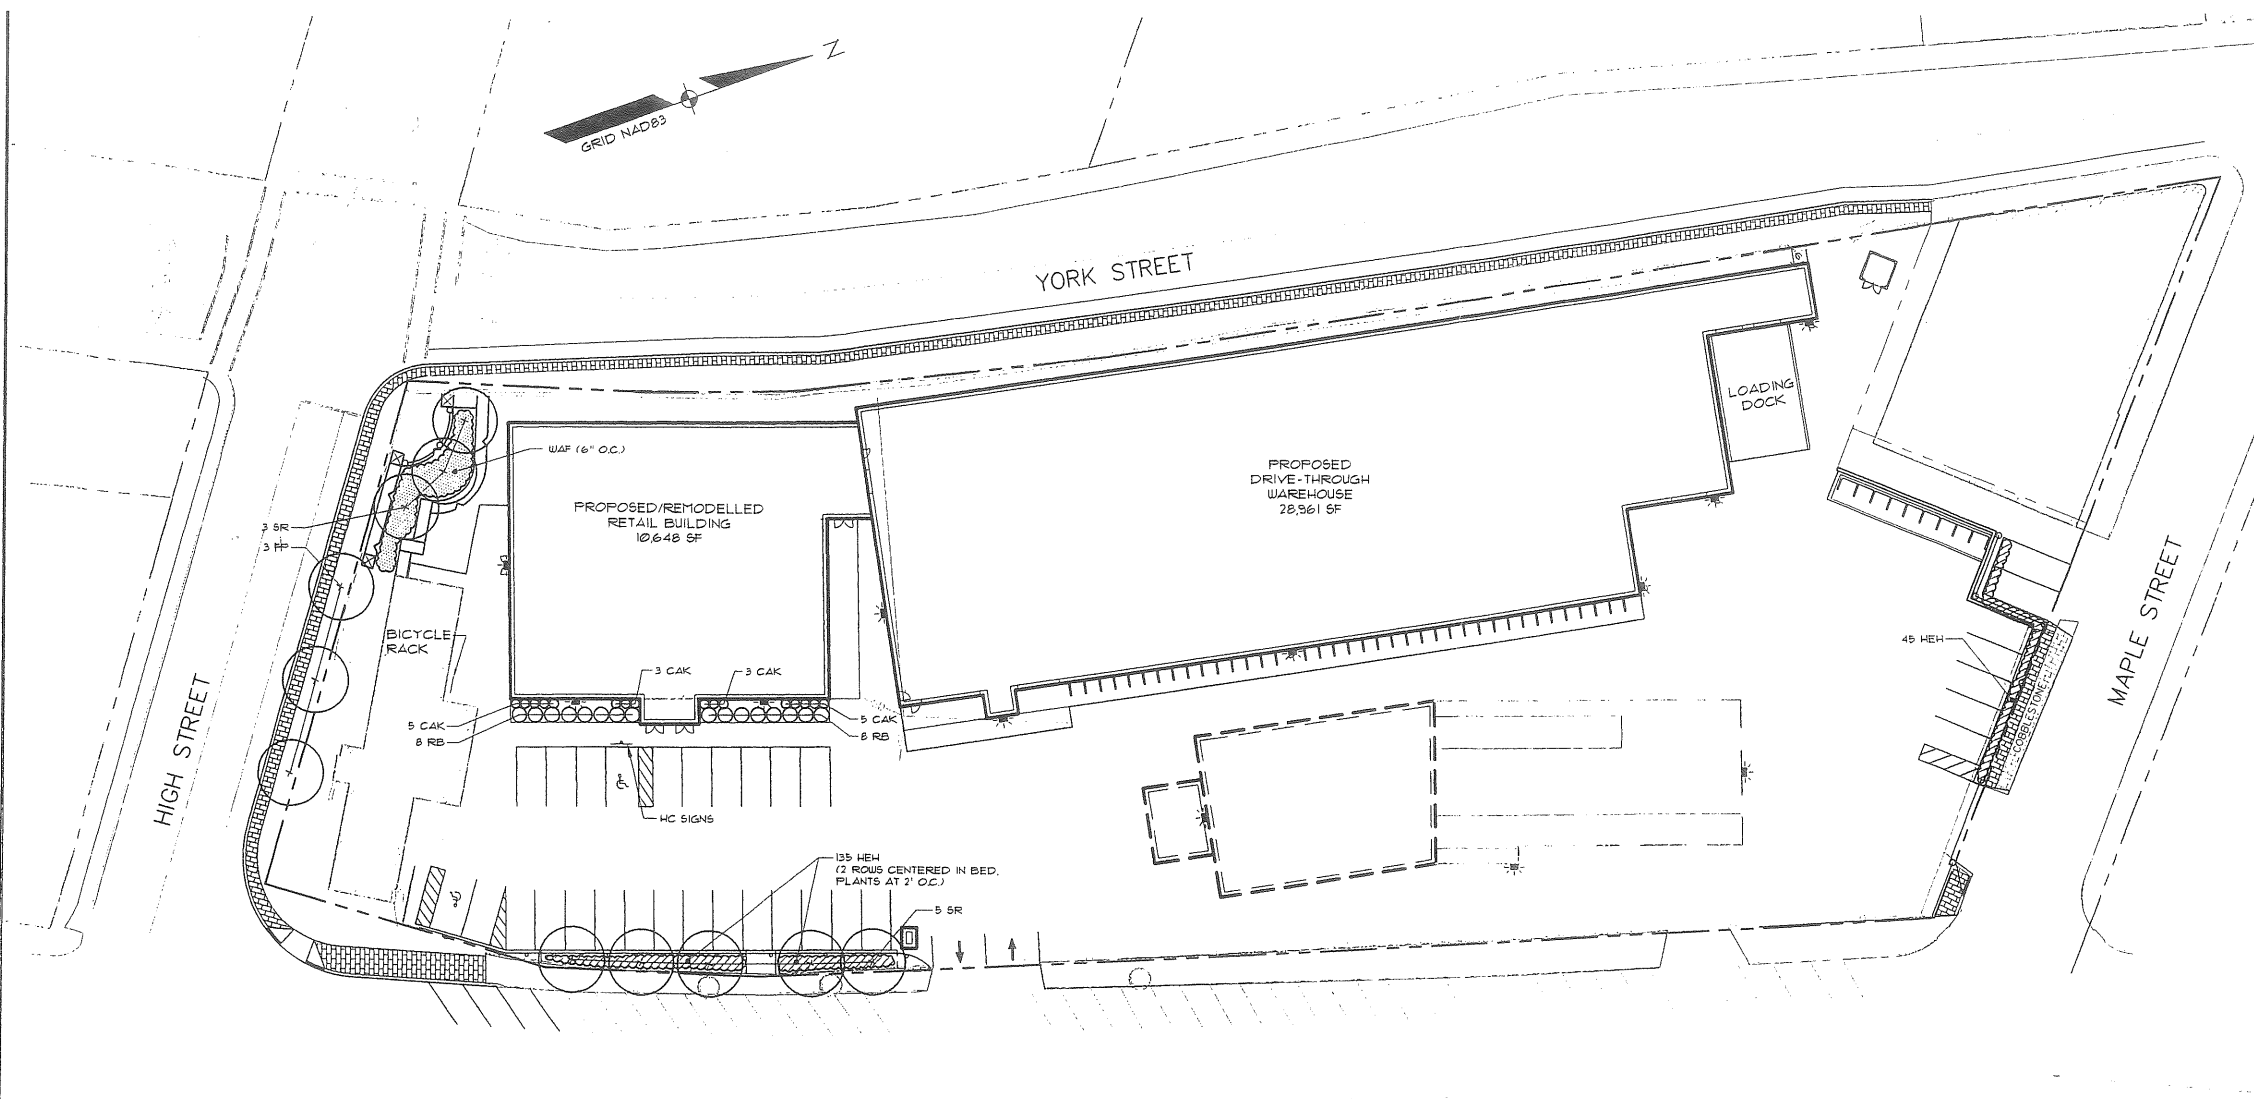 N
GRID NAD83
YORK STREET
LOADING
DOCK
WAF (6" O.C.)
PROPOSED/REMODELLED
RETAIL BUILDING
10,648 SF
PROPOSED
DRIVE-THROUGH
WAREHOUSE
28,961 SF
3 SR
3 PP
BICYCLE
RACK
3 CAK
3 CAK
5 CAK
8 RB
5 CAK
8 RB
HIGH STREET
HC SIGNS
45 HEH
COBBLESTONE
MAPLE STREET
135 HEH
(2 ROWS CENTERED IN BED,
PLANTS AT 2' O.C.)
5 SR